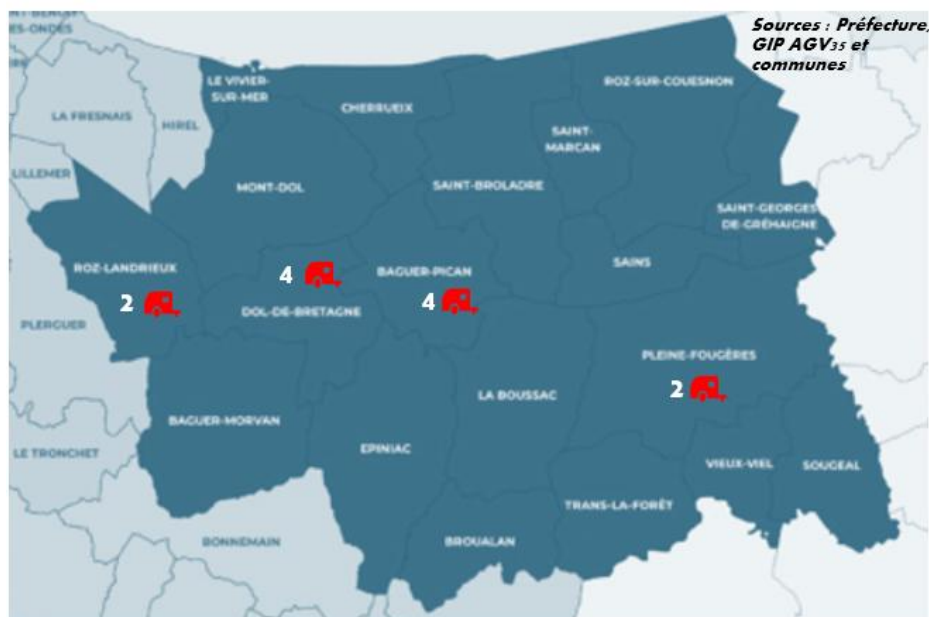 ES-ONDES
Sources : Préfecture,
GIP AGV35 et
communes
LE VIVIER-
SUR-MER
ROZ-SUR-COUESNON
CHERRUEIX
LA FRESNAIS
HIREL
SAINT-
MARCAN
LILLEMER
MONT-DOL
SAINT-BROLADRE
SAINT-GEORGES
DE-GRÉHAIGNE
ROZ-LANDRIEUX
4
BAGUER-PICAN
SAINS
2
4
DOL-DE-BRETAGNE
PLERGUER
PLEINE-FOUGÈRES
2
LA BOUSSAC
BAGUER-MORVAN
EPINIAC
LE TRONCHET
VIEUX-VIEL
SOUGEAL
TRANS-LA-FORÊT
BONNEMAIN
BROUALAN